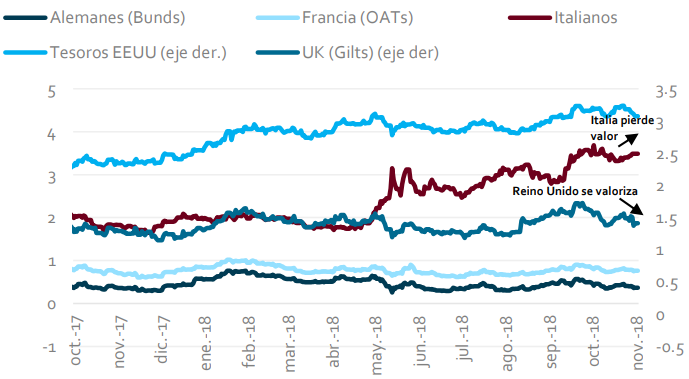 Alemanes (Bunds) Francia (OATs) Italianos
Tesoros EEUU (eje der.) UK (Gilts) (eje der)
5 3.5
Italia pierde
4 3
valor
2.5
3 2
Reino Unido se valoriza
2 1.5
1 1
0.5
0 0
-1 -0.5
oct.-17 nov.-17 dic.-17 ene.-18 feb.-18 mar.-18 abr.-18 may.-18 jun.-18 jul.-18 ago.-18 sep.-18 oct.-18 nov.-18